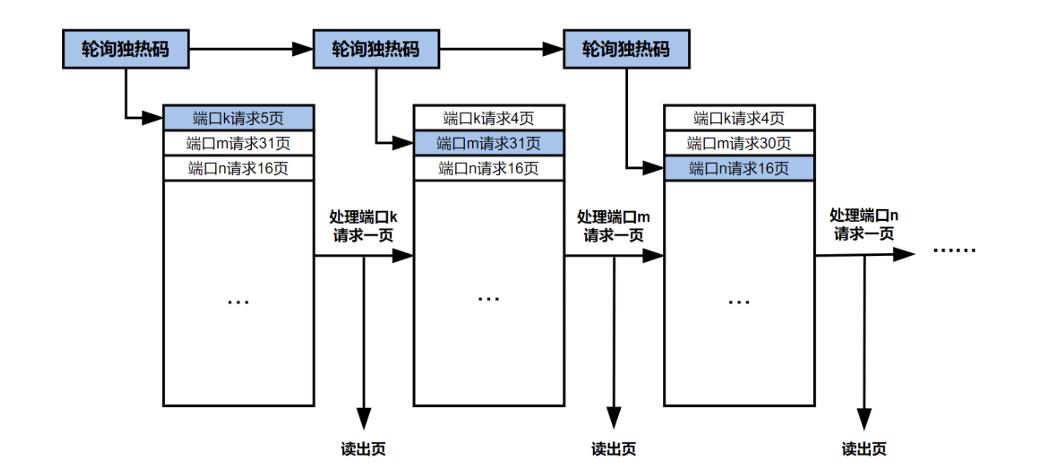 轮询独热码
轮询独热码
轮询独热码
端口k请求5页
端口m请求31页
端口n请求16页
...
处理端口k
请求一页
读出页
端口k请求4页
端口m请求31页
端口n请求16页
...
处理端口m
请求一页
读出页
端口k请求4页
端口m请求30页
端口n请求16页
...
处理端口n
请求一页
读出页
......